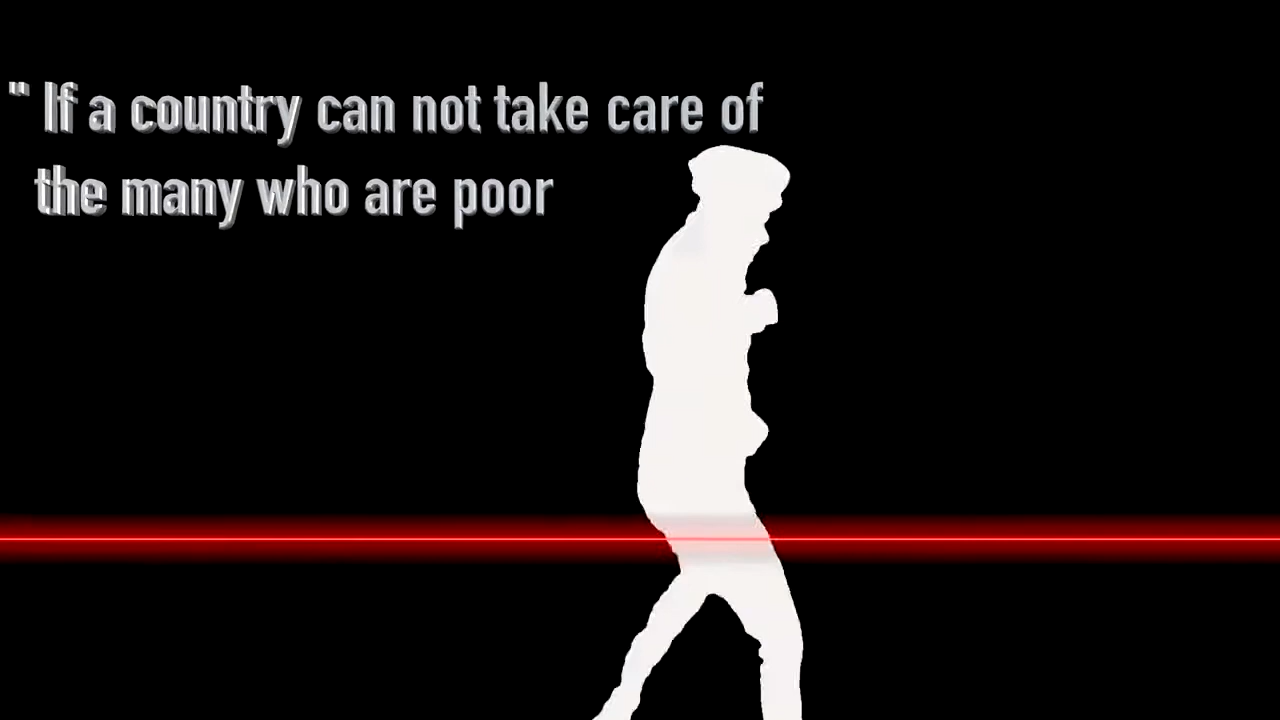 " If a country can not take care of
the many who are poor